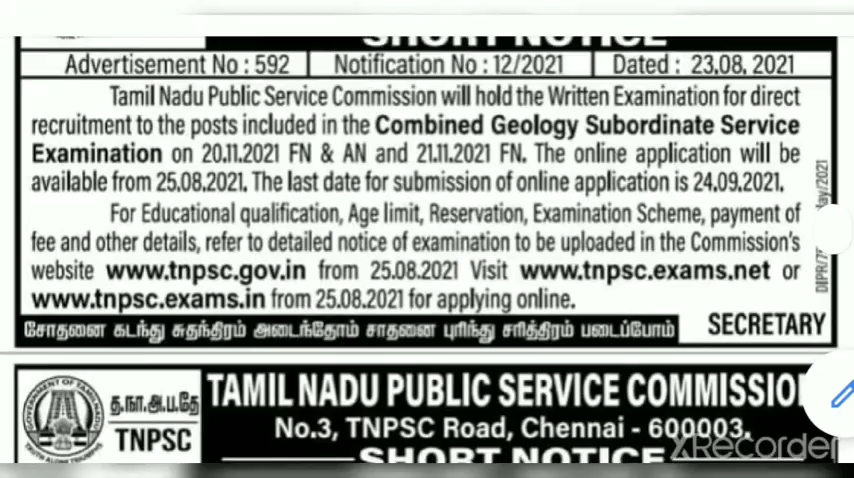 SHORT NOTICE
Advertisement No : 592 Notification No : 12/2021 Dated : 23.08. 2021
Tamil Nadu Public Service Commission will hold the Written Examination for direct
recruitment to the posts included in the Combined Geology Subordinate Service
Examination on 20.11.2021 FN & AN and 21.11.2021 FN. The online application will be
available from 25.08.2021. The last date for submission of online application is 24.09.2021.
For Educational qualification, Age limit, Reservation, Examination Scheme, payment of
fee and other details, refer to detailed notice of examination to be uploaded in the Commission's
website www.tnpsc.gov.in from 25.08.2021 Visit www.tnpsc.exams.net or
www.tnpsc.exams.in from 25.08.2021 for applying online.
சோதனை கடந்து சுதந்திரம் அடைந்தோம் சாதனை புரிந்து சரித்திரம் படைப்போம்
SECRETARY
த.நா.அ.ப.தே
TNPSC
TAMIL NADU PUBLIC SERVICE COMMISSIO
No.3, TNPSC Road, Chennai - 600003.
SHORT NOTICE
XRecorder